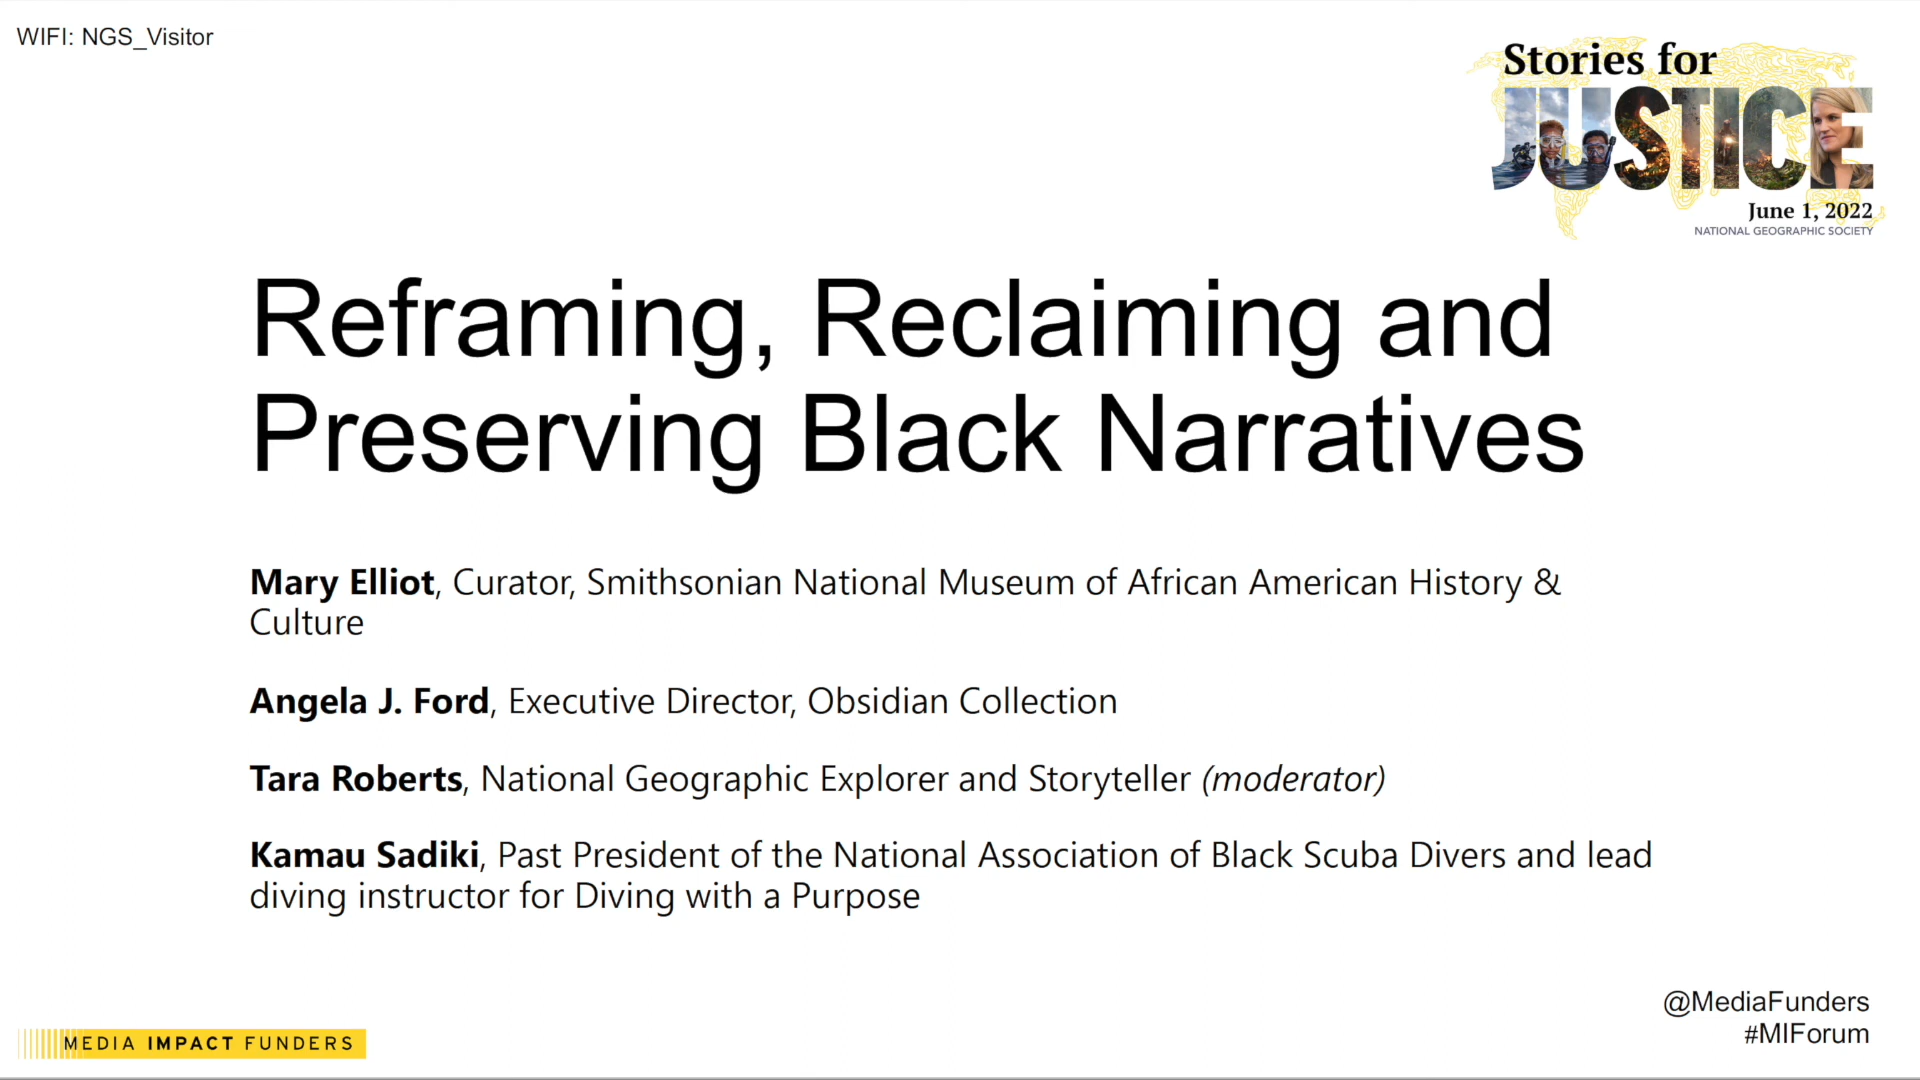 WIFI: NGS_Visitor
Stories for
JUSTICE
June 1, 2022
NATIONAL GEOGRAPHIC SOCIETY
Reframing, Reclaiming and
Preserving Black Narratives
Mary Elliot, Curator, Smithsonian National Museum of African American History &
Culture
Angela J. Ford, Executive Director, Obsidian Collection
Tara Roberts, National Geographic Explorer and Storyteller (moderator)
Kamau Sadiki, Past President of the National Association of Black Scuba Divers and lead
diving instructor for Diving with a Purpose
@MediaFunders
#MIForum
MEDIA IMPACT FUNDERS